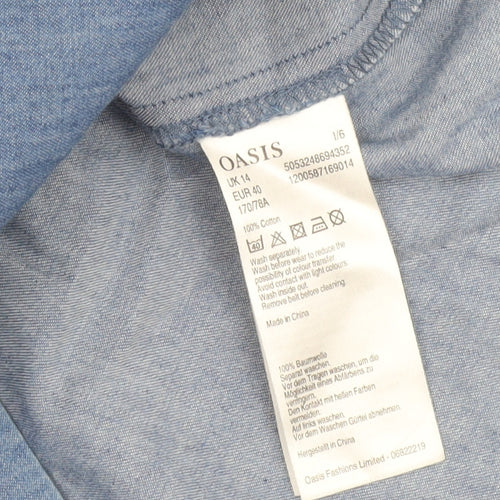 OASIS 1/6
UK 14 5053248694352
EUR 40 1200587169014
170/78A
100% Cotton
40
Wash separately.
Wash before wear to reduce the
possibility of colour transfer.
Avoid contact with light colours.
Wash inside out.
Remove belt before cleaning.
Made in China
100% Baumwolle
Separat waschen.
Vor dem Tragen waschen, um die
Möglichkeit eines Abfärbens zu
verringern.
Den Kontakt mit hellen Farben
vermeiden.
Auf links waschen.
Vor dem Waschen Gürtel abnehmen.
Hergestellt in China
Oasis Fashions Limited - 06822219